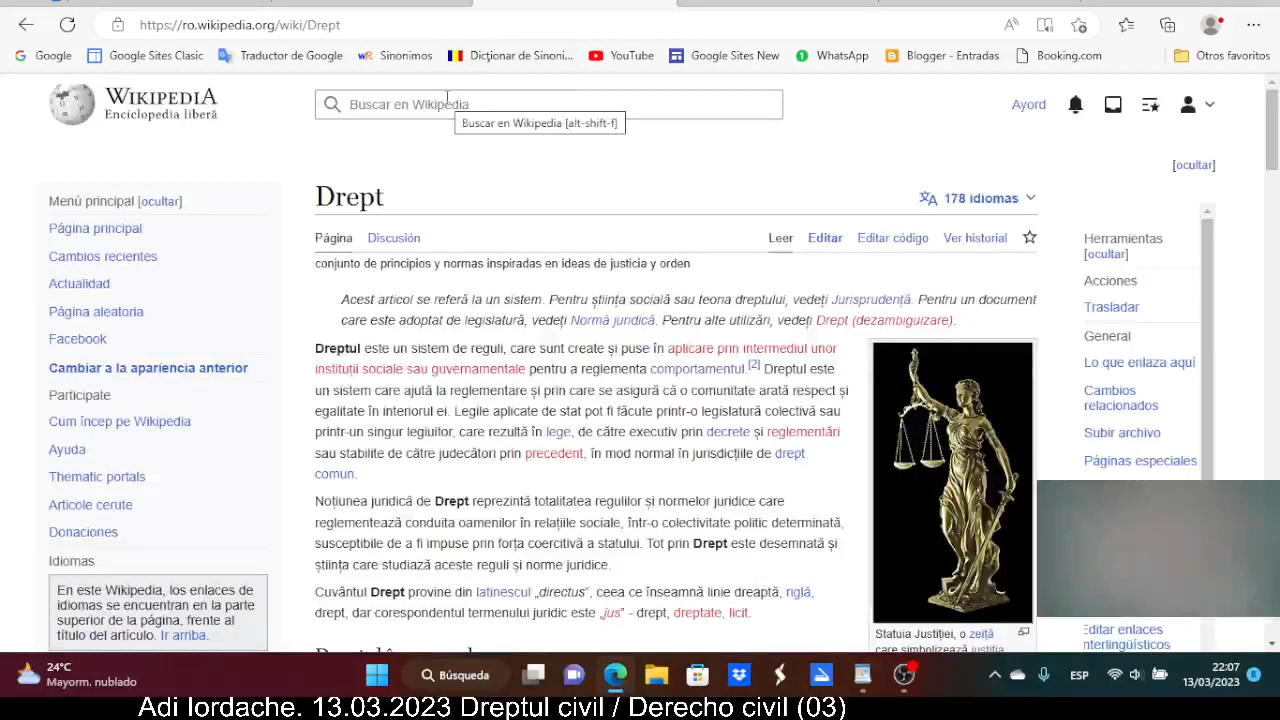 https://ro.wikipedia.org/wiki/Drept
Google
Google Sites Clasic
Traductor de Google
Sinonimos
Dicționar de Sinoni...
YouTube
Google Sites New
WhatsApp
Blogger - Entradas
Booking.com
Otros favoritos
WIKIPEDIA
Enciclopedia liberă
Buscar en Wikipedia
Buscar en Wikipedia [alt-shift-f]
Ayord
[ocultar]
Menú principal [ocultar]
Página principal
Cambios recientes
Actualidad
Página aleatoria
Facebook
Cambiar a la apariencia anterior
Participate
Cum încep pe Wikipedia
Ayuda
Thematic portals
Articole cerute
Donaciones
Idiomas
En este Wikipedia, los enlaces de
idiomas se encuentran en la parte
superior de la página, frente al
título del artículo. Ir arriba.
Drept
178 idiomas
Página
Discusión
Leer
Editar
Editar código
Ver historial
conjunto de principios y normas inspiradas en ideas de justicia y orden
Acest articol se referă la un sistem. Pentru știința socială sau teoria dreptului, vedeți Jurisprudență. Pentru un document
care este adoptat de legislatură, vedeți Normă juridică. Pentru alte utilizări, vedeți Drept (dezambiguizare).
Dreptul este un sistem de reguli, care sunt create și puse în aplicare prin intermediul unor
instituții sociale sau guvernamentale pentru a reglementa comportamentul.[2] Dreptul este
un sistem care ajută la reglementare și prin care se asigură că o comunitate arată respect și
egalitate în interiorul ei. Legile aplicate de stat pot fi făcute printr-o legislatură colectivă sau
printr-un singur legiuitor, care rezultă în lege, de către executiv prin decrete și reglementări
sau stabilite de către judecători prin precedent, în mod normal în jurisdicțiile de drept
comun.
Noțiunea juridică de Drept reprezintă totalitatea regulilor și normelor juridice care
reglementează conduita oamenilor în relațiile sociale, într-o colectivitate politic determinată,
susceptibile de a fi impuse prin forța coercitivă a statului. Tot prin Drept este desemnată și
știința care studiază aceste reguli și norme juridice.
Cuvântul Drept provine din latinescul „directus”, ceea ce înseamnă linie dreaptă, riglă,
drept, dar corespondentul termenului juridic este „jus” - drept, dreptate, licit.
Statuia Justiției, o zeiță
care simbolizează justiția
Herramientas
[ocultar]
Acciones
Trasladar
General
Lo que enlaza aquí
Cambios
relacionados
Subir archivo
Páginas especiales
Editar enlaces
interlingüísticos
24°C
Mayorm. nublado
Búsqueda
ESP
22:07
13/03/2023
8
Adi Iordache. 13.03.2023 Dreptul civil / Derecho civil (03)